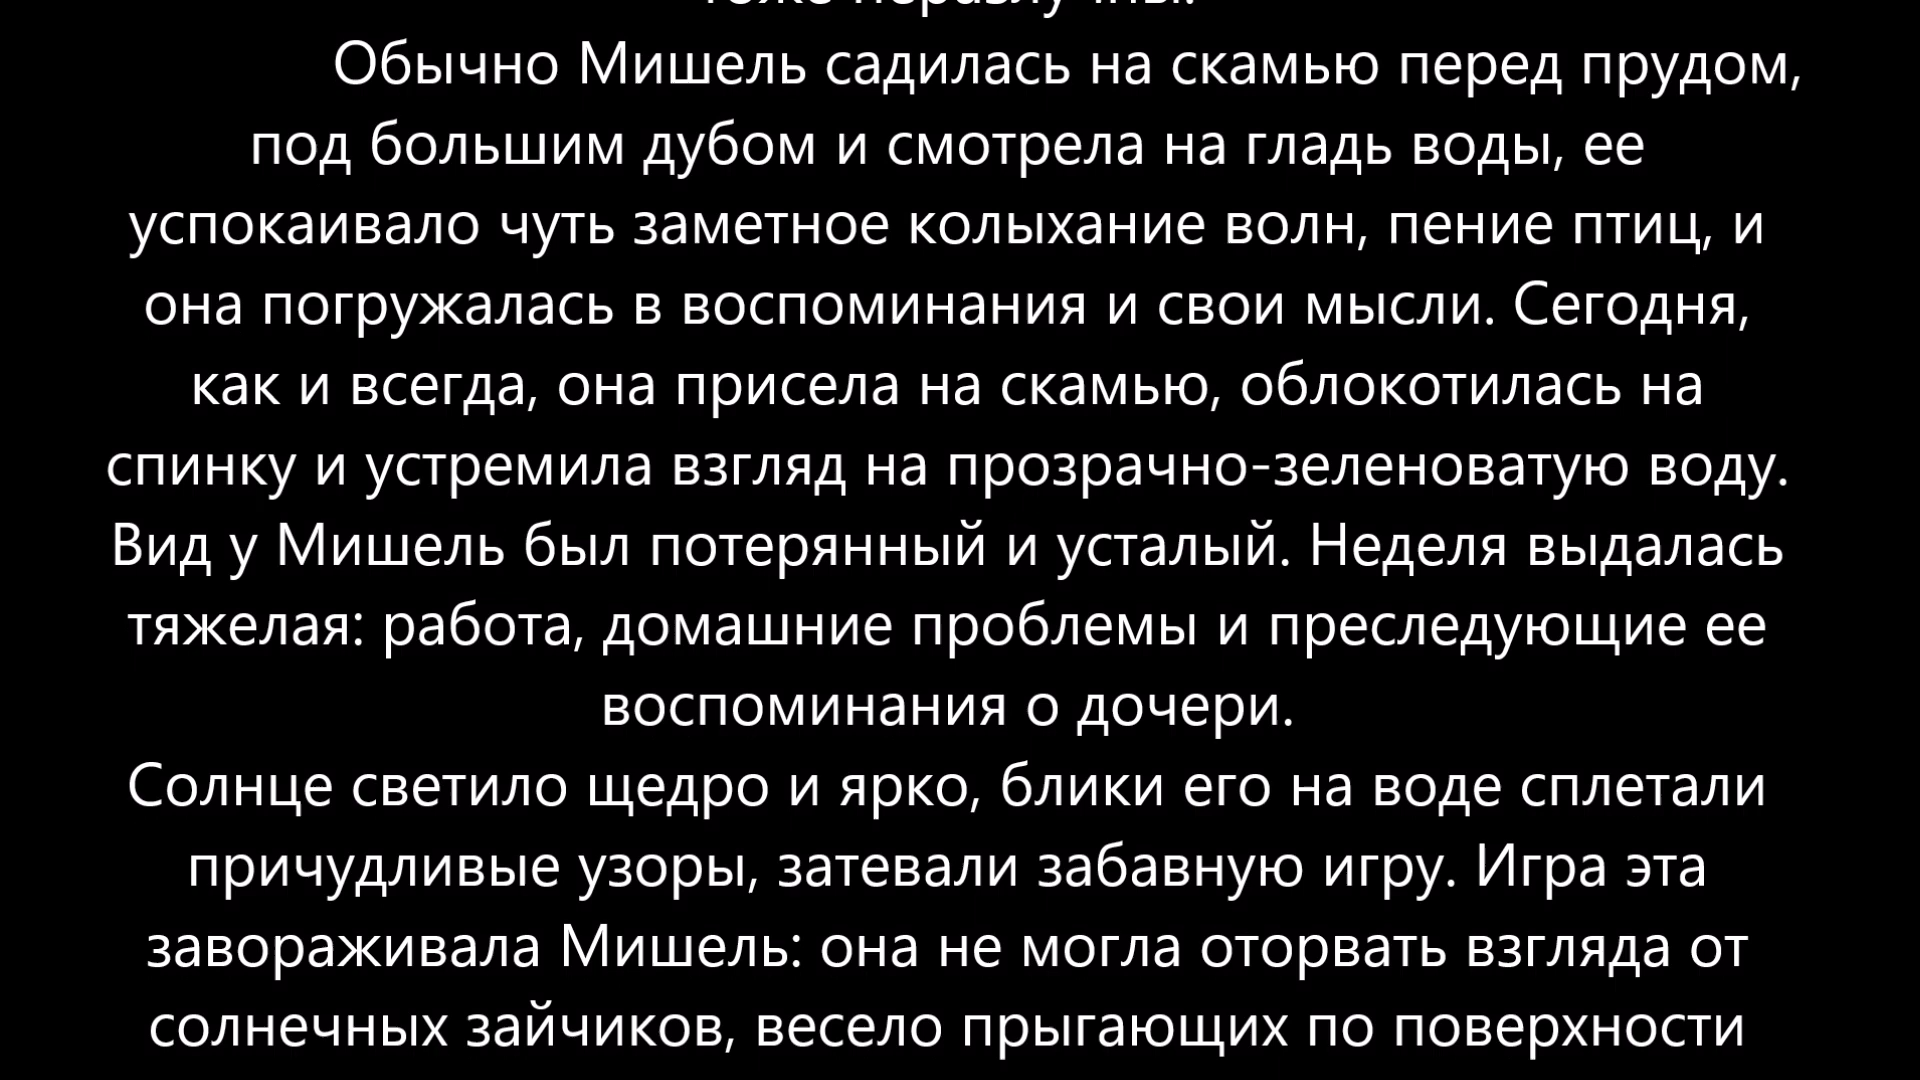 тоже неразлучны.
Обычно Мишель садилась на скамью перед прудом,
под большим дубом и смотрела на гладь воды, ее
успокаивало чуть заметное колыхание волн, пение птиц, и
она погружалась в воспоминания и свои мысли. Сегодня,
как и всегда, она присела на скамью, облокотилась на
спинку и устремила взгляд на прозрачно-зеленоватую воду.
Вид у Мишель был потерянный и усталый. Неделя выдалась
тяжелая: работа, домашние проблемы и преследующие ее
воспоминания о дочери.
Солнце светило щедро и ярко, блики его на воде сплетали
причудливые узоры, затевали забавную игру. Игра эта
завораживала Мишель: она не могла оторвать взгляда от
солнечных зайчиков, весело прыгающих по поверхности